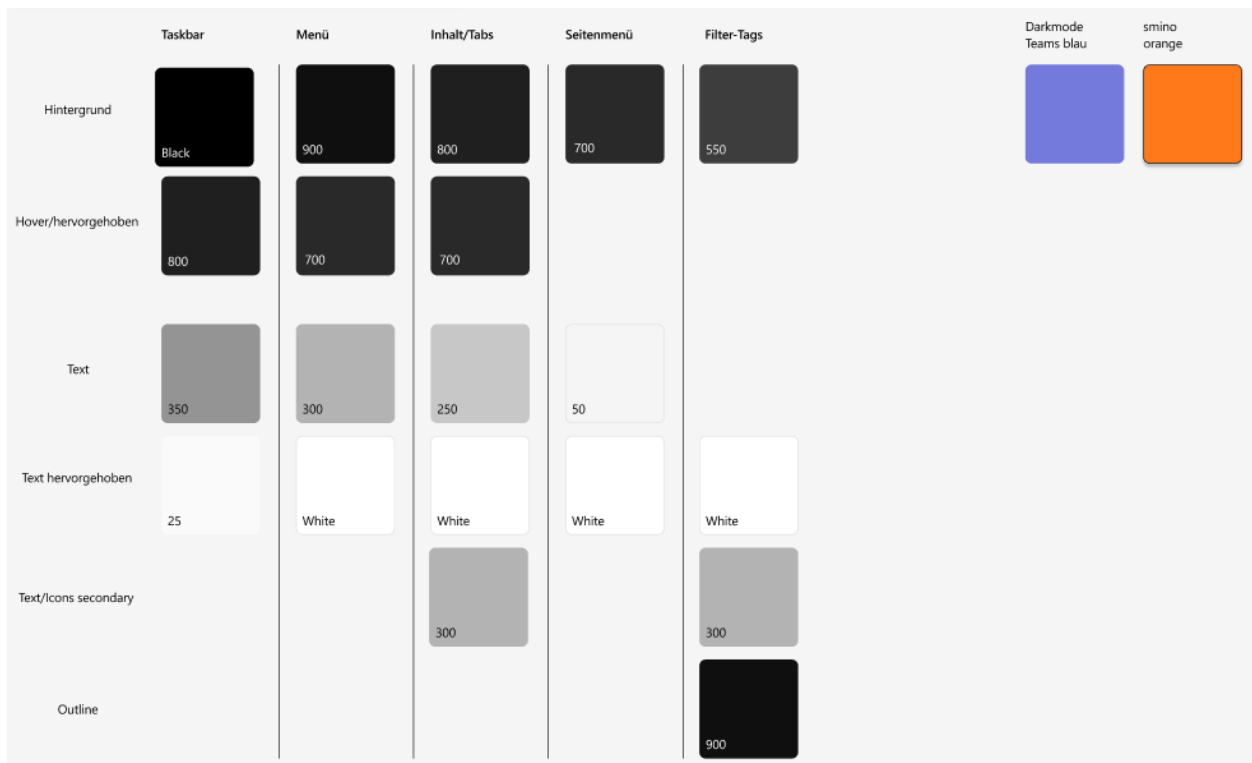 Taskbar
Menü
Inhalt/Tabs
Seitenmenü
Filter-Tags
Darkmode
Teams blau
smino
orange
Hintergrund
Black
900
800
700
550
Hover/hervorgehoben
800
700
700
Text
350
300
250
50
Text hervorgehoben
25
White
White
White
White
Text/Icons secondary
300
300
Outline
900